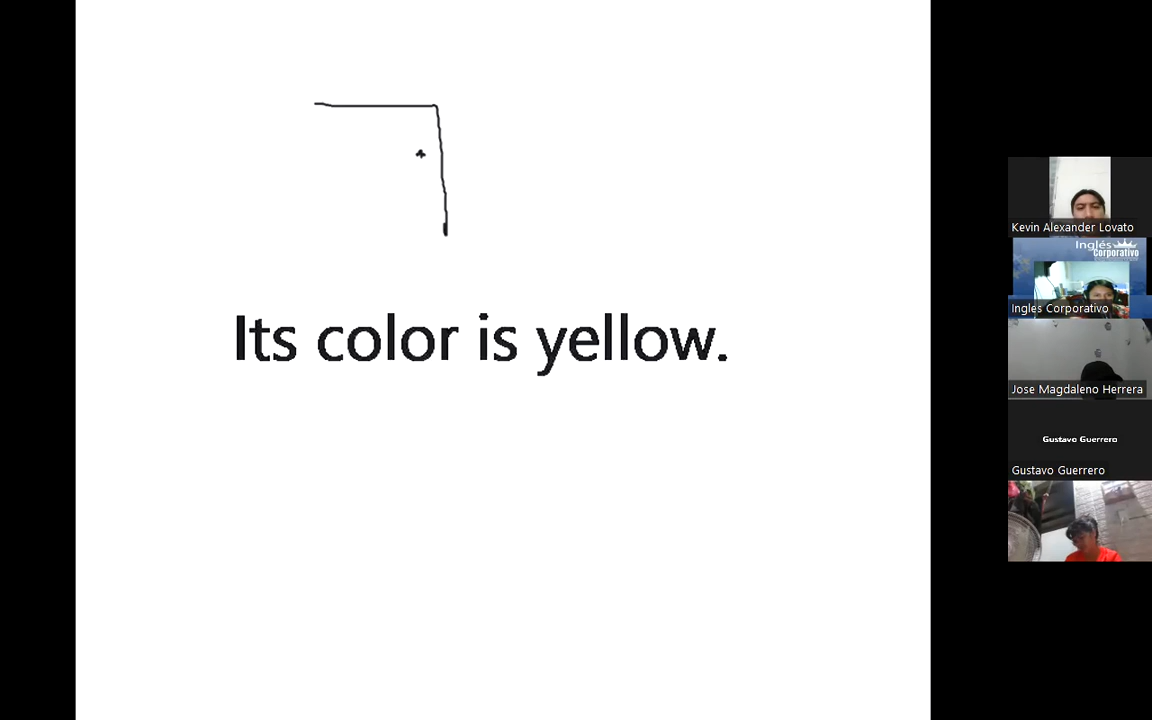 Its color is yellow.
Kevin Alexander Lovato
Inglés
Corporativo
Ingles Corporativo
Jose Magdaleno Herrera
Gustavo Guerrero
Gustavo Guerrero